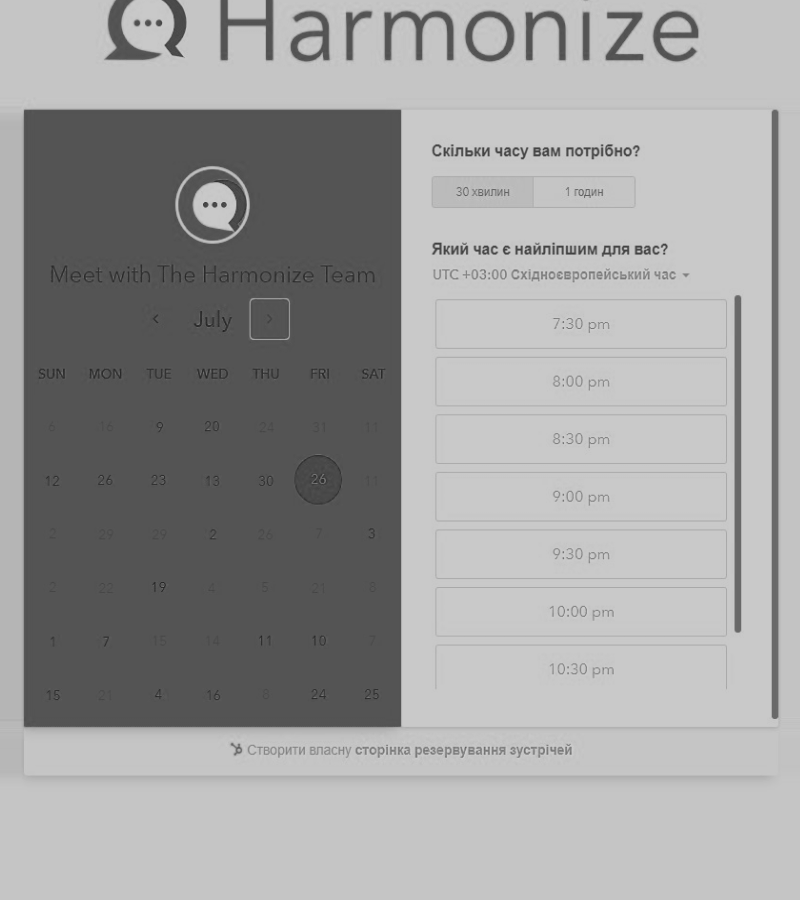 Harmonize
Meet with The Harmonize Team
July
SUN MON TUE WED THU FRI SAT
6 16 9 20 24 31 11
12 26 23 13 30 26 11
2 29 29 2 26 7 3
2 22 19 4 5 21 8
1 7 15 14 11 10 7
15 21 4 16 8 24 25
Скільки часу вам потрібно?
30 хвилин 1 годин
Який час є найліпшим для вас?
UTC +03:00 Східноєвропейський час
7:30 pm
8:00 pm
8:30 pm
9:00 pm
9:30 pm
10:00 pm
10:30 pm
Створити власну сторінка резервування зустрічей